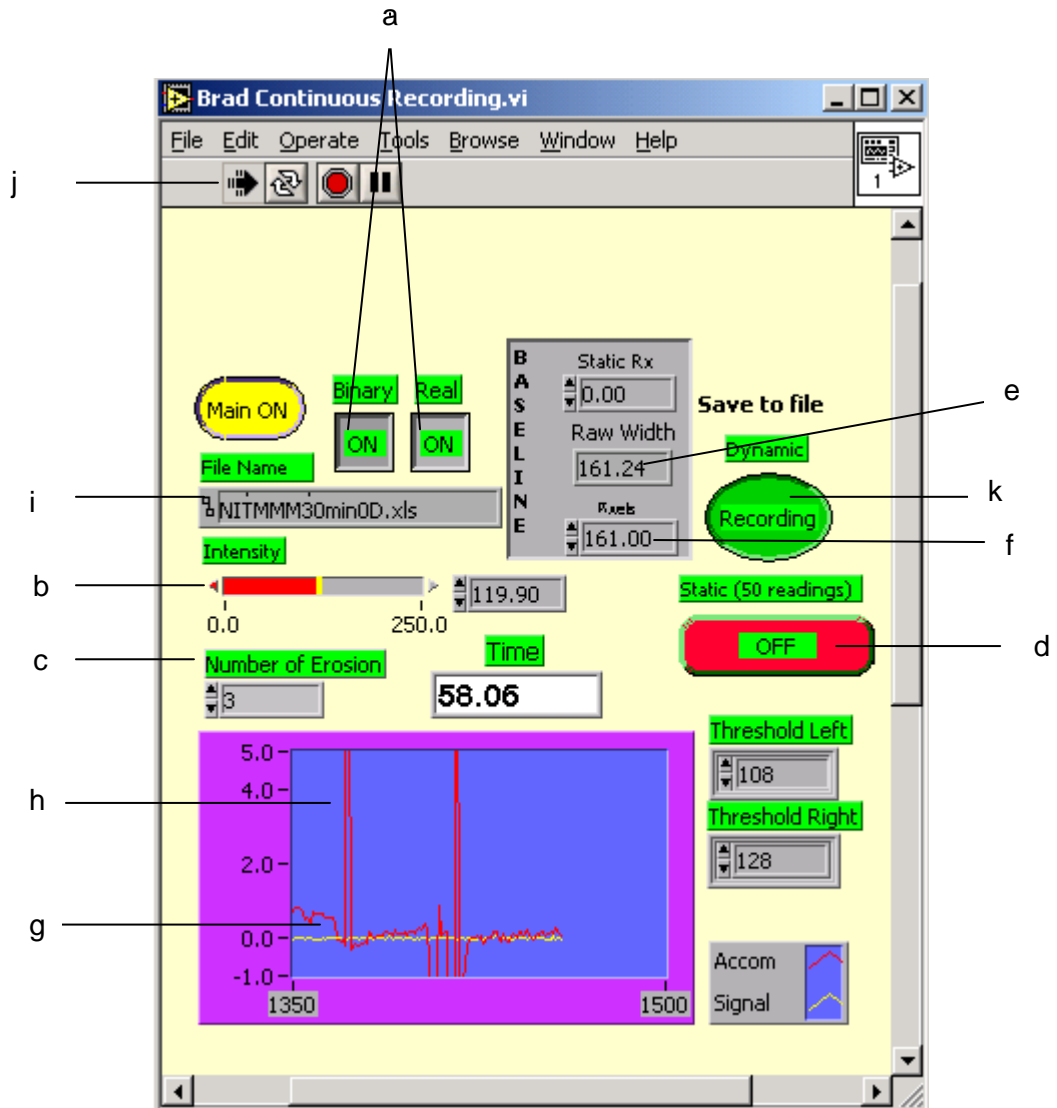 a
Brad Continuous Recording.vi
File Edit Operate Tools Browse Window Help
1
j
BASELINE
Static Rx
0.00
Raw Width
161.24
e
Pixels
161.00
f
Main ON
Binary Real
ON ON
Save to file
Dynamic
Recording
k
File Name
i
NITMMM30min0D.xls
Intensity
b
119.90
0.0 250.0
Static (50 readings)
OFF
d
c
Number of Erosion
3
Time
58.06
Threshold Left
108
Threshold Right
128
5.0
4.0
h
2.0
g
0.0
-1.0
1350 1500
Accom
Signal